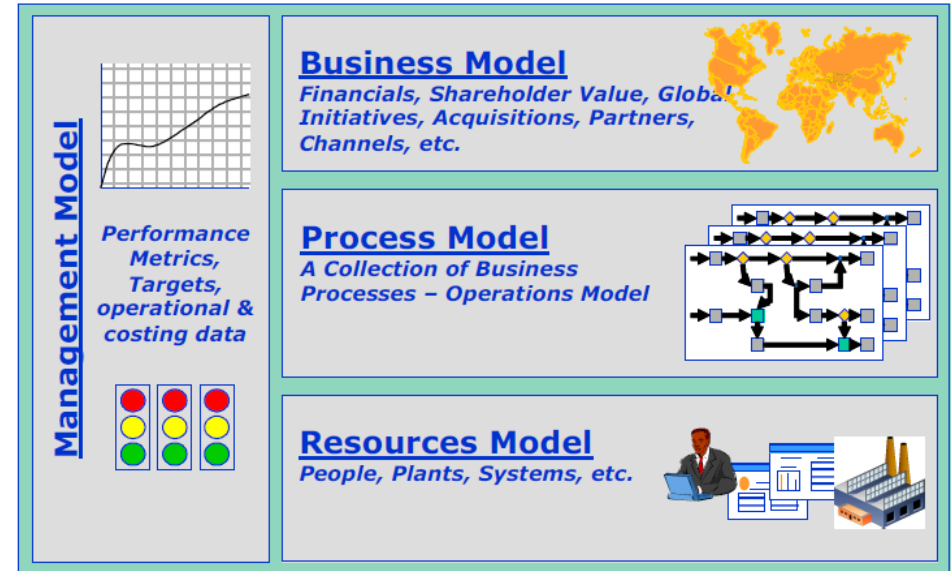 Management Model
Performance
Metrics,
Targets,
operational &
costing data
Business Model
Financials, Shareholder Value, Global
Initiatives, Acquisitions, Partners,
Channels, etc.
Process Model
A Collection of Business
Processes – Operations Model
Resources Model
People, Plants, Systems, etc.